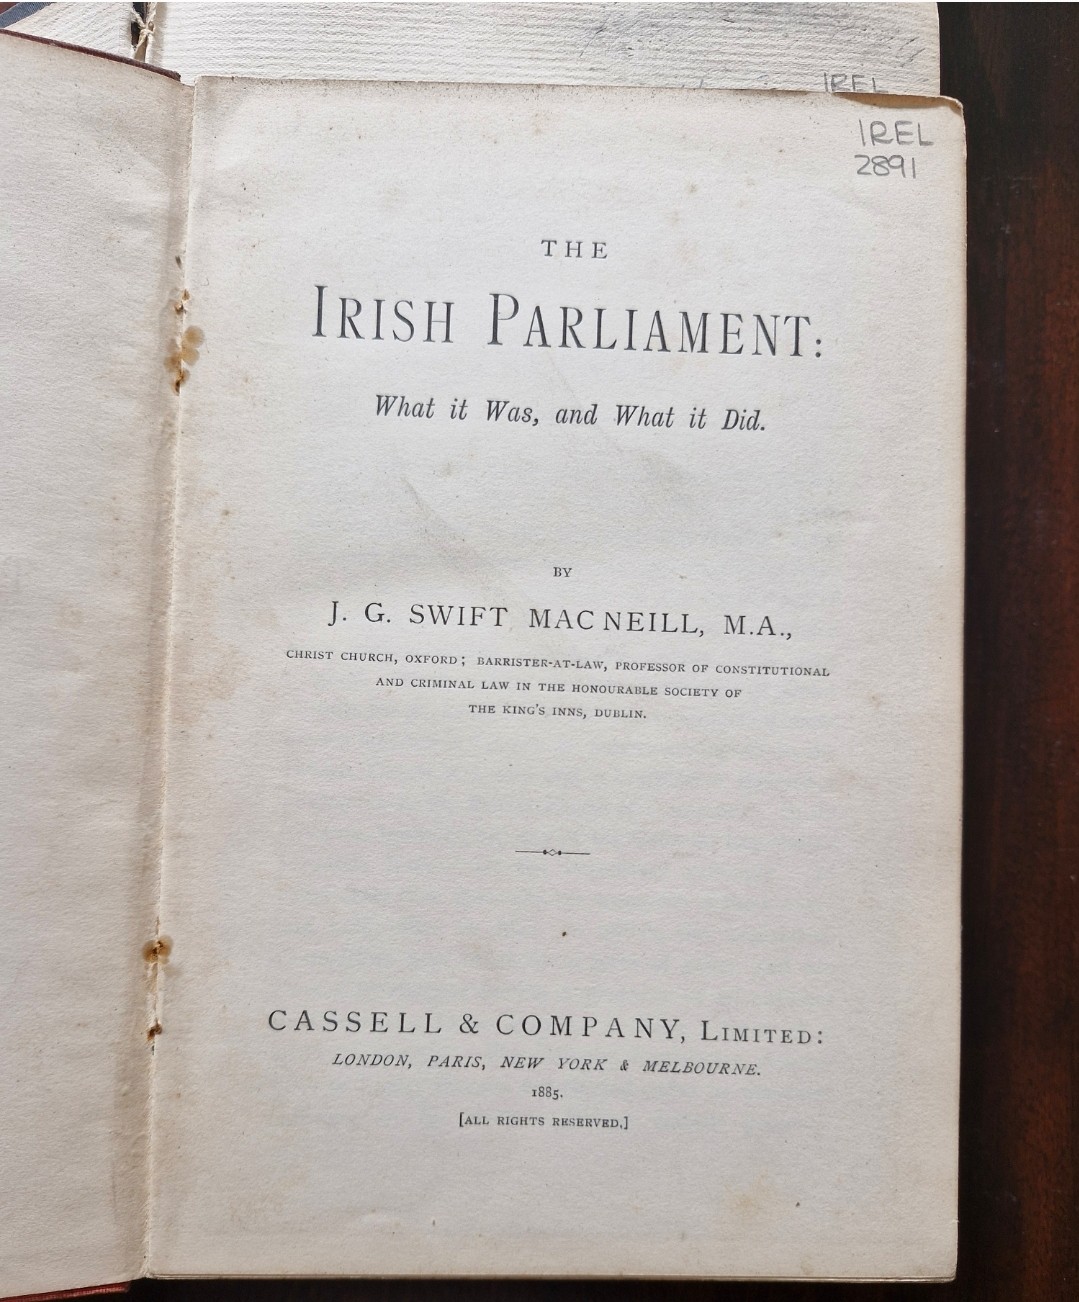 IREL
IREL
2891
THE
IRISH PARLIAMENT:
What it Was, and What it Did.
BY
J. G. SWIFT MACNEILL, M.A.,
CHRIST CHURCH, OXFORD; BARRISTER-AT-LAW, PROFESSOR OF CONSTITUTIONAL
AND CRIMINAL LAW IN THE HONOURABLE SOCIETY OF
THE KING'S INNS, DUBLIN.
CASSELL & COMPANY, LIMITED:
LONDON, PARIS, NEW YORK & MELBOURNE.
1885.
[ALL RIGHTS RESERVED.]